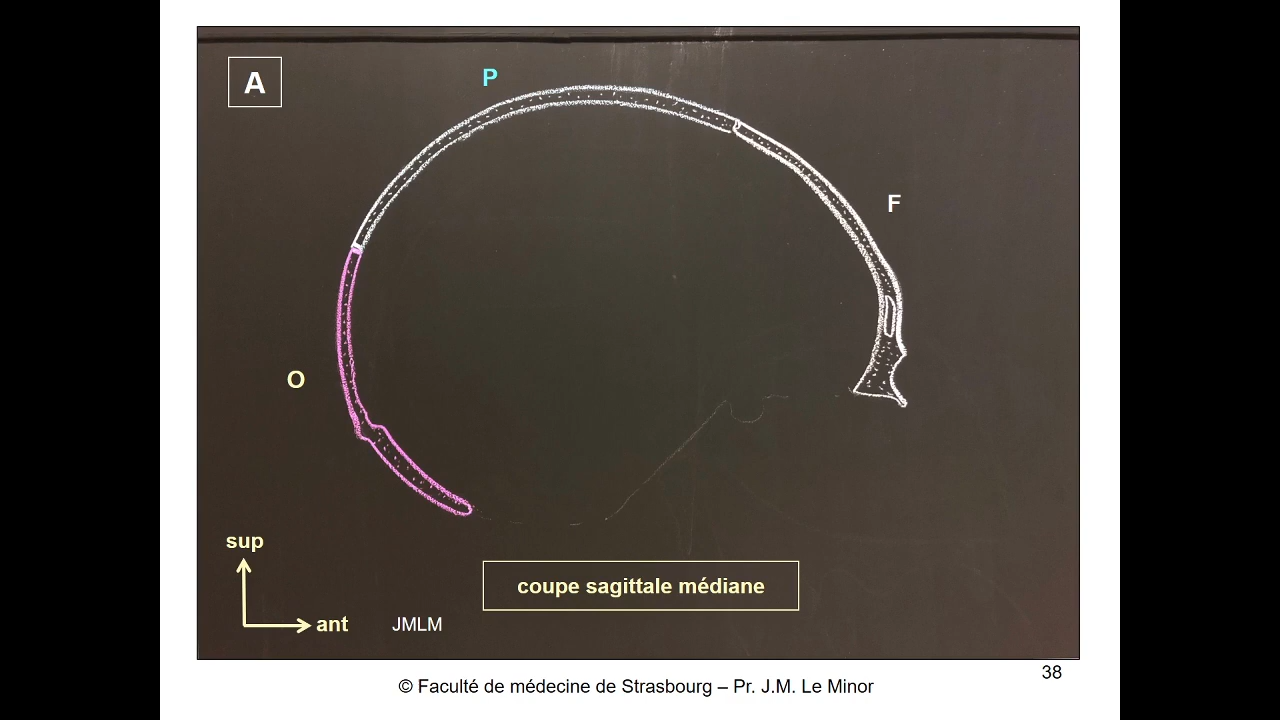 A
P
F
O
sup
ant
JMLM
coupe sagittale médiane
38
© Faculté de médecine de Strasbourg – Pr. J.M. Le Minor